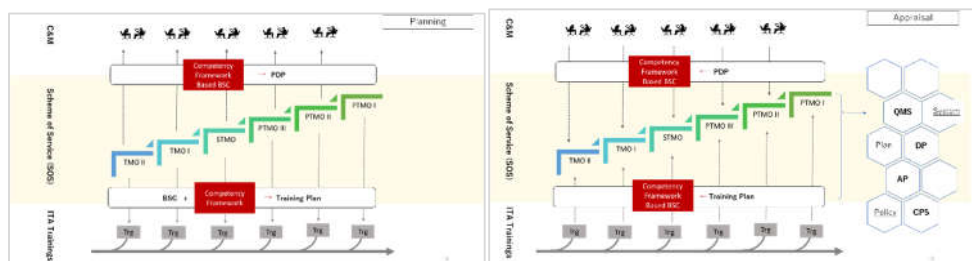 Planning
C&M
Competency
Framework
Based BSC
→ PDP
Scheme of Service (SOS)
TMO II
TMO I
STMO
PTMO III
PTMO II
PTMO I
BSC +
Competency
Framework
→ Training Plan
ITA Trainings
Trg
Trg
Trg
Trg
Trg
Trg
Appraisal
C&M
Competency
Framework
Based BSC
← PDP
Scheme of Service (SOS)
TMO II
TMO I
STMO
PTMO III
PTMO II
PTMO I
Competency
Framework
Based BSC
← Training Plan
ITA Trainings
Trg
Trg
Trg
Trg
Trg
Trg
QMS
Plan
DP
AP
Policy
CPS